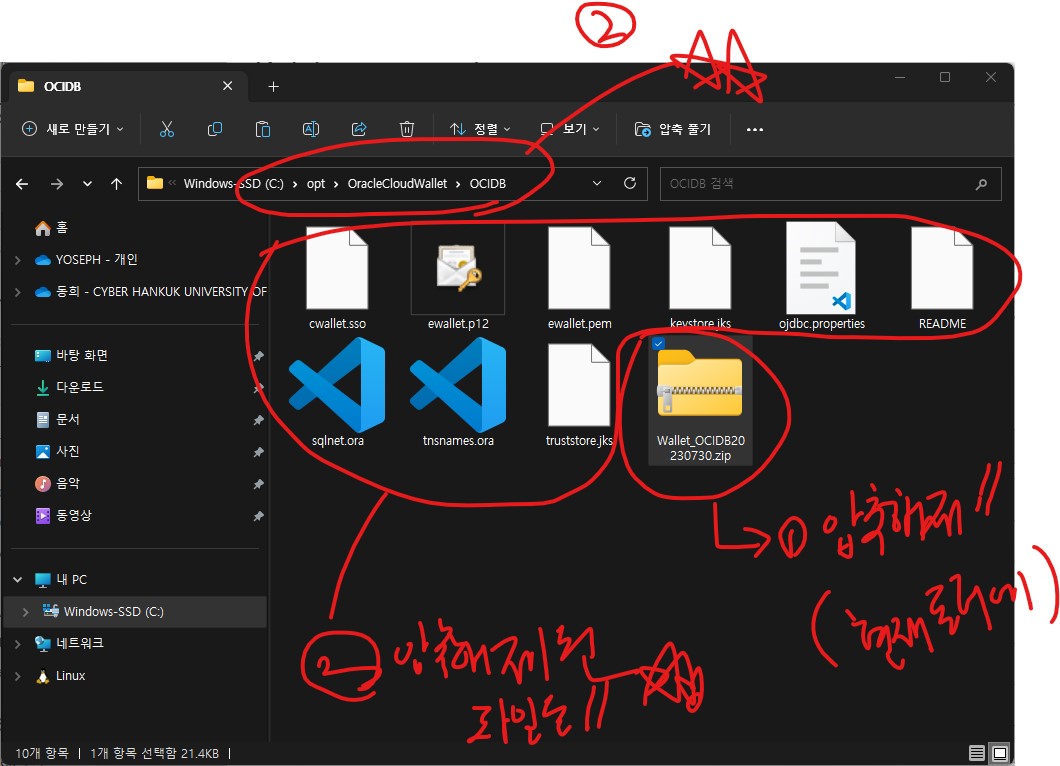 ②
OCIDB
새로 만들기
정렬
보기
압축 풀기
Windows-SSD (C:) > opt > OracleCloudWallet > OCIDB
OCIDB 검색
홈
YOSEPH - 개인
동희 - CYBER HANKUK UNIVERSITY OF
바탕 화면
다운로드
문서
사진
음악
동영상
내 PC
Windows-SSD (C:)
네트워크
Linux
cwallet.sso
ewallet.p12
ewallet.pem
keystore.jks
ojdbc.properties
README
sqlnet.ora
tnsnames.ora
truststore.jks
Wallet_OCIDB20
230730.zip
① 압축해제!!
(현재 폴더에)
② 압축해제된
파일들!!
10개 항목 | 1개 항목 선택함 21.4KB |